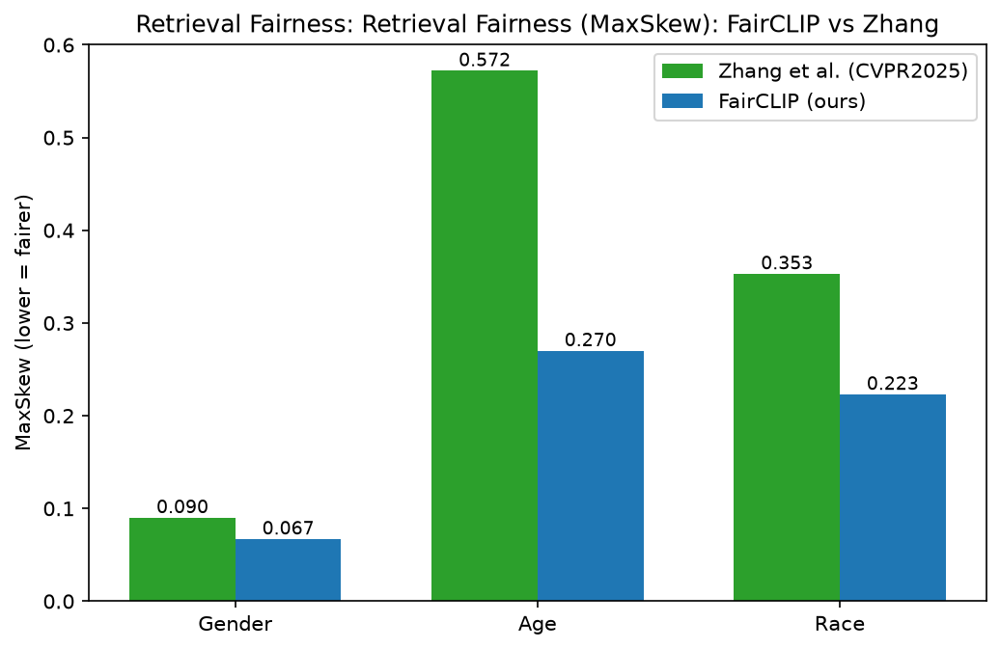 Retrieval Fairness: Retrieval Fairness (MaxSkew): FairCLIP vs Zhang
Zhang et al. (CVPR2025)
FairCLIP (ours)
MaxSkew (lower = fairer)
0.6
0.5
0.4
0.3
0.2
0.1
0.0
0.090
0.067
0.572
0.270
0.353
0.223
Gender
Age
Race